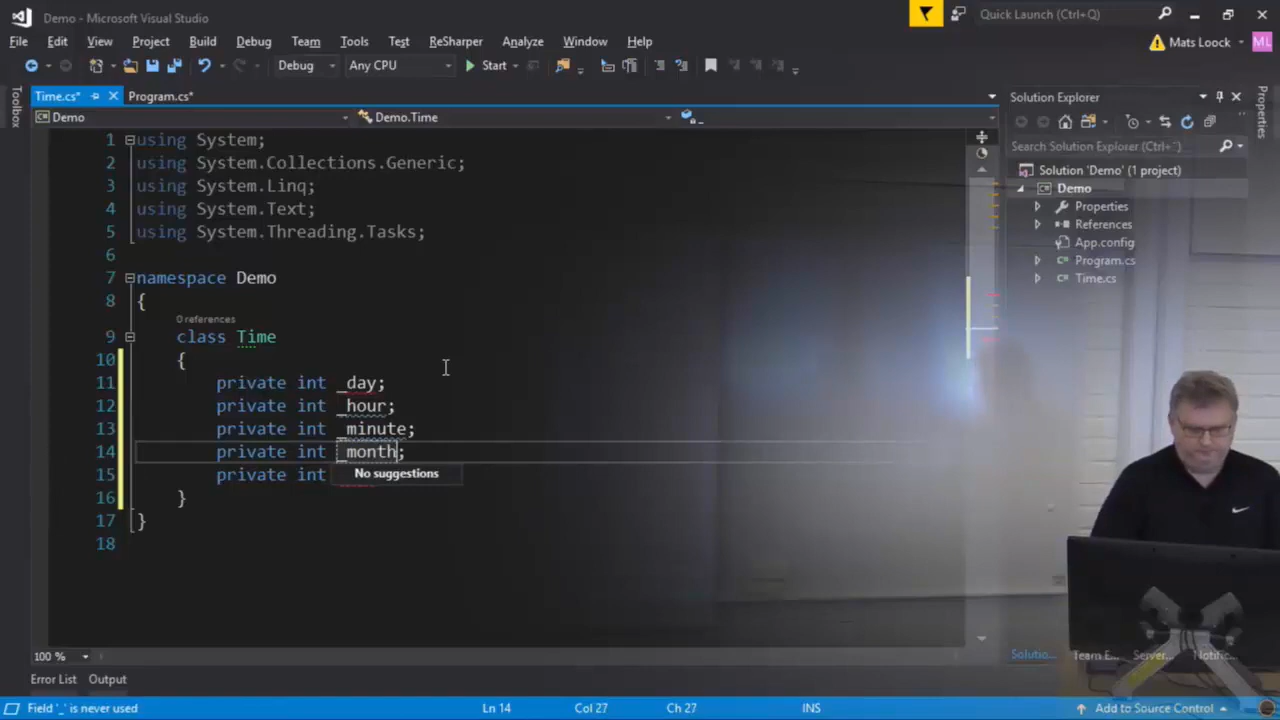 Demo - Microsoft Visual Studio
Quick Launch (Ctrl+Q)
File Edit View Project Build Debug Team Tools Test ReSharper Analyze Window Help
Mats Loock ML
Debug Any CPU Start
Toolbox
Time.cs* Program.cs*
Demo Demo.Time _
1 using System;
2 using System.Collections.Generic;
3 using System.Linq;
4 using System.Text;
5 using System.Threading.Tasks;
6
7 namespace Demo
8 {
0 references
9 class Time
10 {
11 private int _day;
12 private int _hour;
13 private int _minute;
14 private int _month;
No suggestions
15 private int
16 }
17 }
18
Solution Explorer
Properties
Search Solution Explorer (Ctrl+¨)
Solution 'Demo' (1 project)
Demo
Properties
References
App.config
Program.cs
Time.cs
100 %
Solutio... Team E... Server... Notific...
Error List Output
Field '_' is never used Ln 14 Col 27 Ch 27 INS Add to Source Control